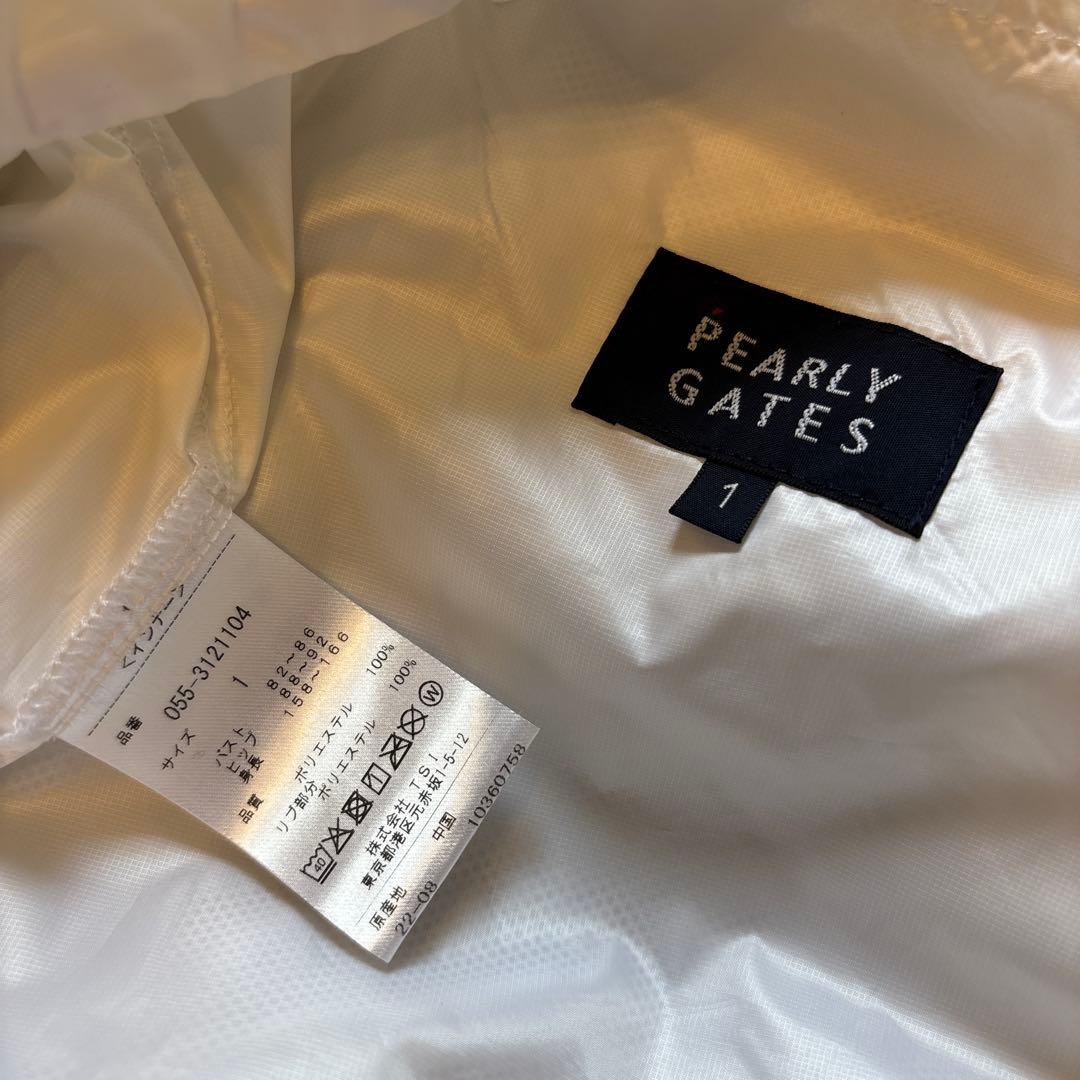 PEARLY
GATES
1
<インナー>
品番 055-3121104
サイズ 1
バスト 82~86
ヒップ 88~92
身長 158~166
品質 ポリエステル 100%
リブ部分 ポリエステル 100%
40
W
株式会社 TSI
東京都港区元赤坂1-5-12
原産地 中国
22-08 10360758